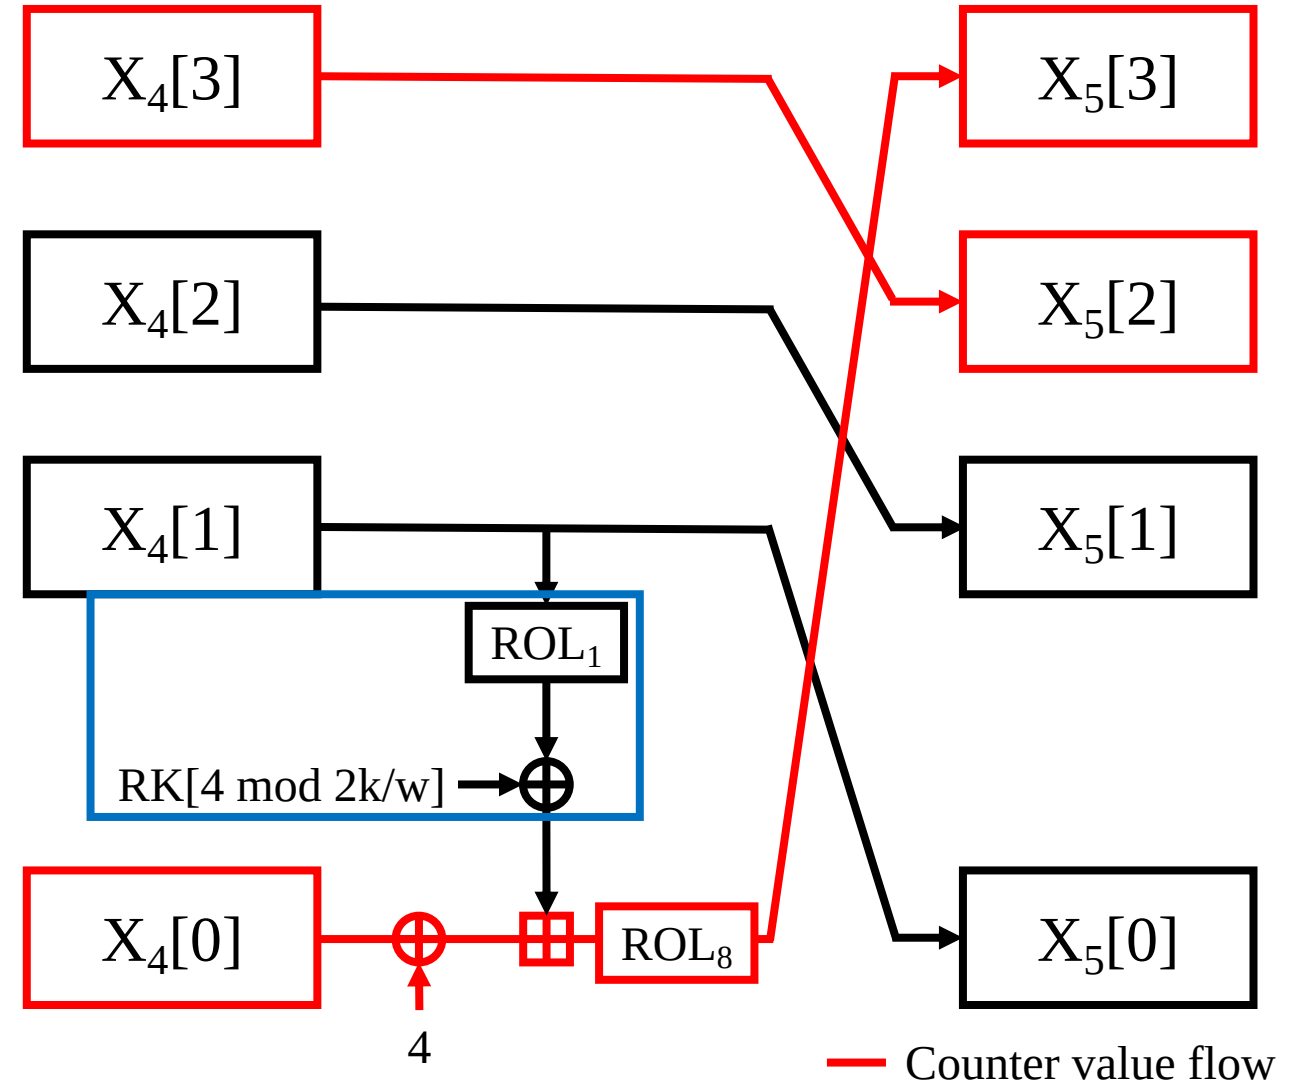 X₄[3]
X₅[3]
X₄[2]
X₅[2]
X₄[1]
X₅[1]
ROL₁
RK[4 mod 2k/w]
X₄[0]
ROL₈
X₅[0]
4
Counter value flow